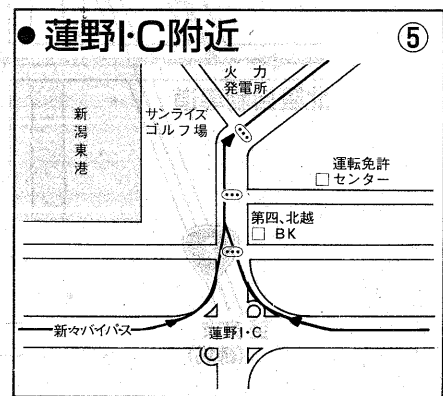 ● 蓮野I・C附近 ⑤
火力
発電所
サンライズ
ゴルフ場
新潟東港
運転免許
□センター
第四、北越
□ BK
新々バイパス
蓮野I・C